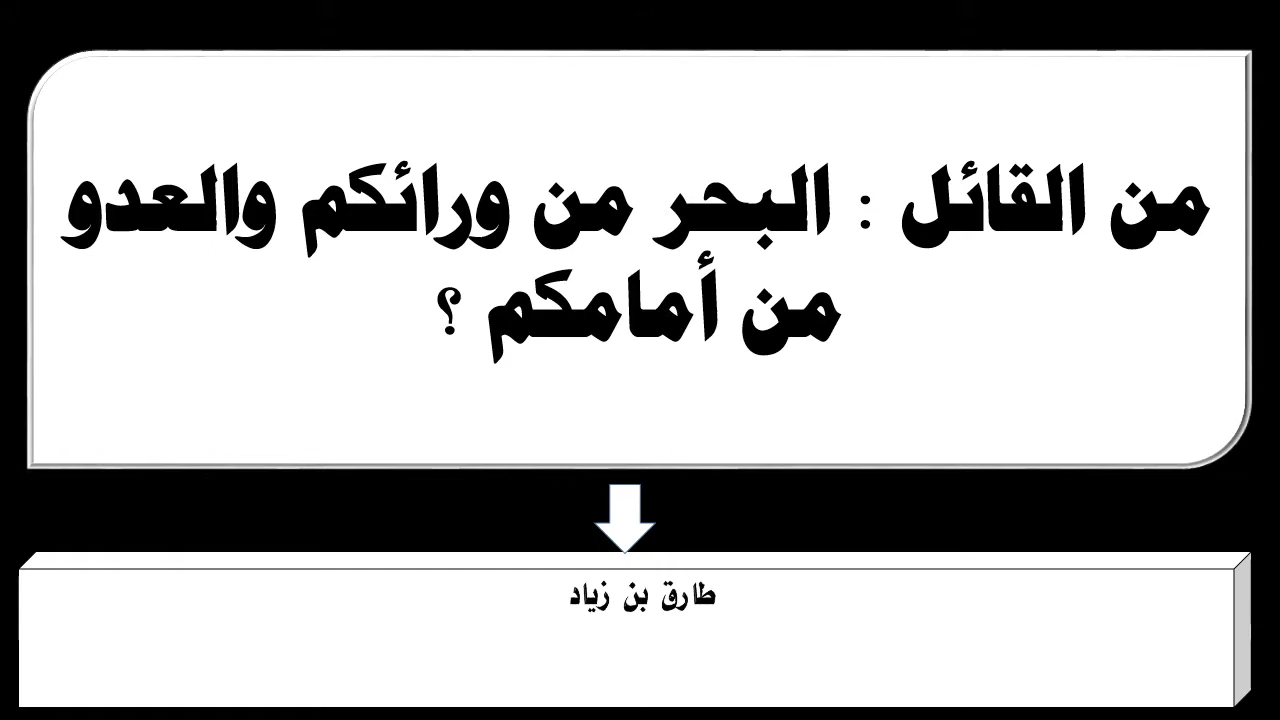 من القائل : البحر من ورائكم والعدو
من أمامكم ؟
طارق بن زياد